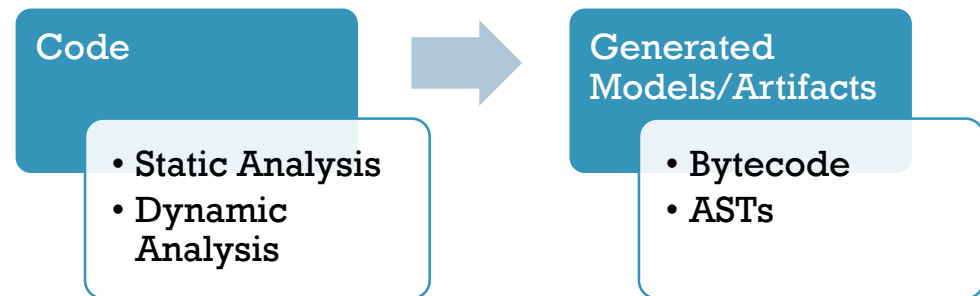 Code
• Static Analysis
• Dynamic
Analysis
Generated
Models/Artifacts
• Bytecode
• ASTs